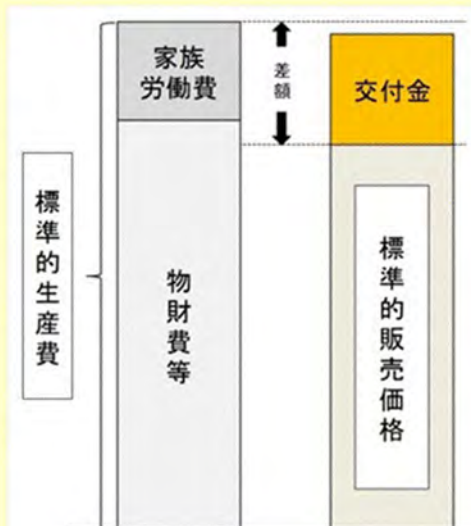 家族
労働費
差額
交付金
標準的生産費
物財費等
標準的販売価格